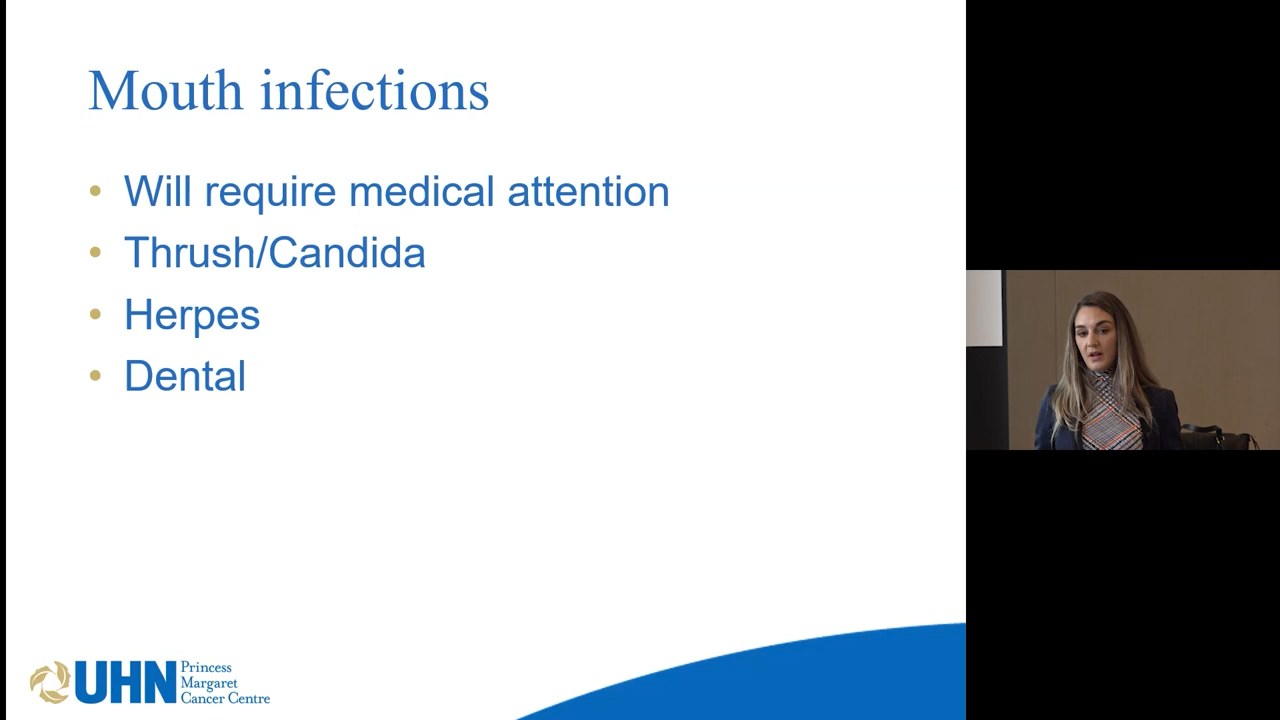 Mouth infections
• Will require medical attention
• Thrush/Candida
• Herpes
• Dental
UHN
Princess
Margaret
Cancer Centre